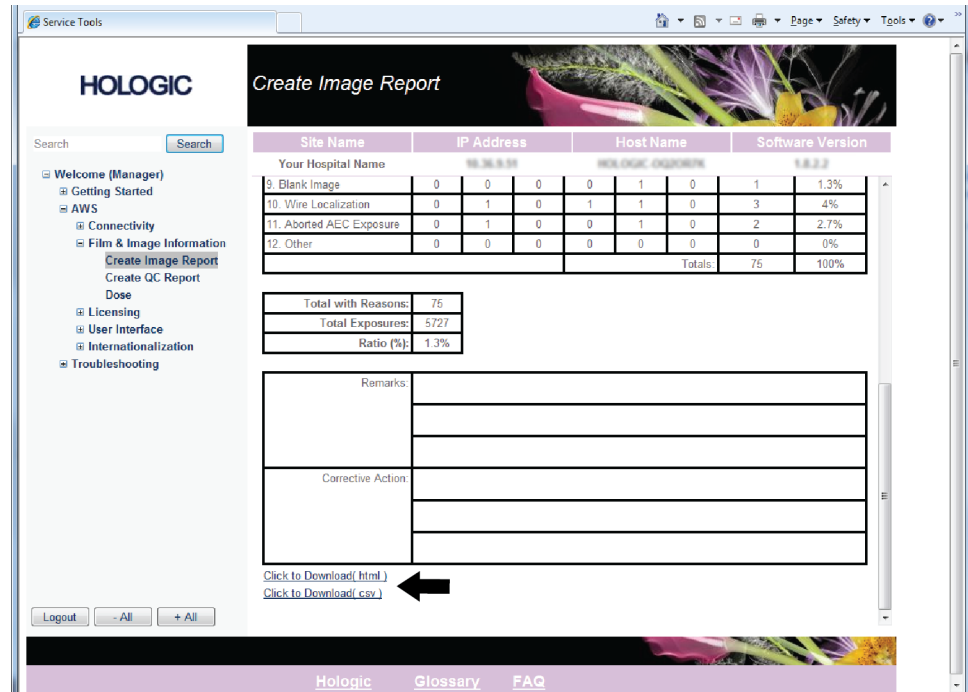 Service Tools
Page Safety Tools
HOLOGIC
Create Image Report
Search Search
Site Name IP Address Host Name Software Version
Your Hospital Name
Welcome (Manager)
Getting Started
AWS
Connectivity
Film & Image Information
Create Image Report
Create QC Report
Dose
Licensing
User Interface
Internationalization
Troubleshooting
9. Blank Image 0 0 0 0 1 0 1 1.3%
10. Wire Localization 0 1 0 1 1 0 3 4%
11. Aborted AEC Exposure 0 1 0 0 1 0 2 2.7%
12. Other 0 0 0 0 0 0 0 0%
Totals: 75 100%
Total with Reasons: 75
Total Exposures: 5727
Ratio (%): 1.3%
Remarks:
Corrective Action:
Click to Download( html )
Click to Download( csv )
Logout - All + All
Hologic Glossary FAQ